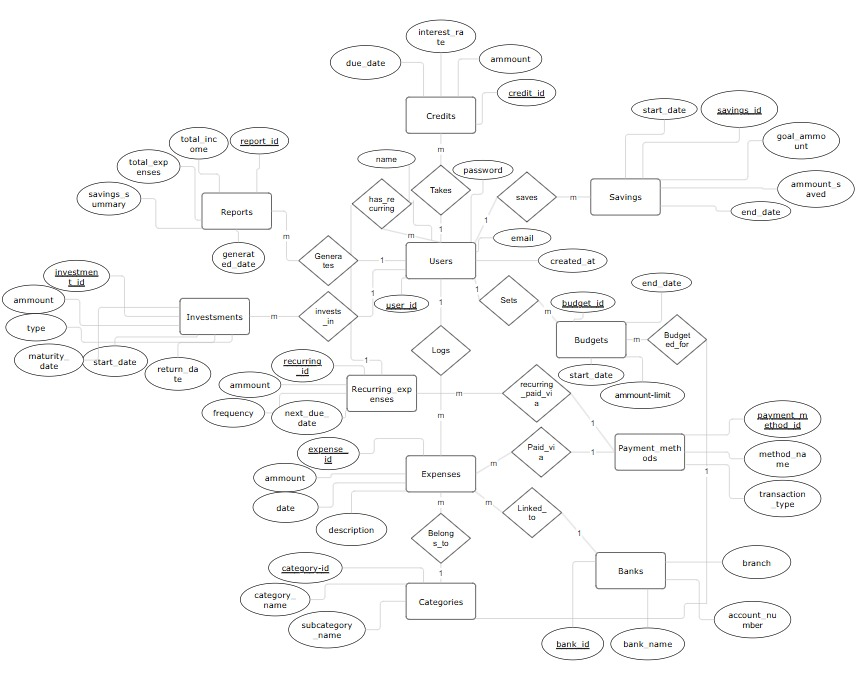 interest_ra
te
due_date
ammount
credit_id
Credits
m
start_date
savings_id
total_inc
ome
report_id
goal_ammo
unt
name
total_exp
enses
password
Takes
has_re
curring
saves
ammount_s
aved
savings_s
ummary
m
Savings
Reports
end_date
1
m
m
1
email
generat
ed_date
Genera
tes
1
Users
created_at
investmen
t_id
1
end_date
ammount
Sets
budget_id
1
user_id
1
m
Investsments
m
invests
_in
1
type
Budgets
m
Budget
ed_for
Logs
maturity_
date
start_date
1
recurring
_id
return_da
te
start_date
ammount
Recurring_exp
enses
m
recurring
_paid_vi
a
ammount-limit
frequency
next_due_
date
m
1
payment_m
ethod_id
expense_
id
Paid_vi
a
1
Payment_meth
ods
method_na
me
m
1
ammount
Expenses
transaction
_type
date
m
m
Linked_
to
description
1
Belong
s_to
branch
category-id
1
Banks
category_
name
Categories
subcategory
_name
account_nu
mber
bank_id
bank_name